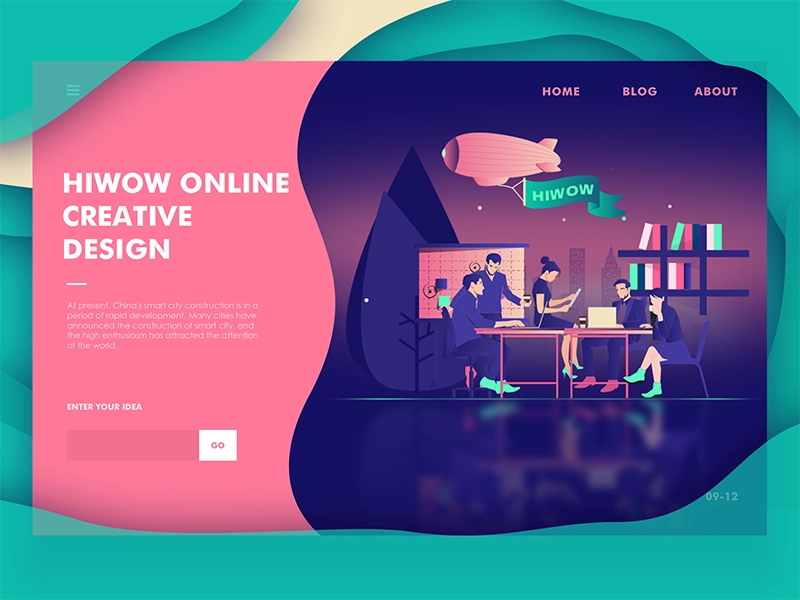 HOME BLOG ABOUT
HIWOW ONLINE
CREATIVE
DESIGN
HIWOW
At present, China's smart city construction is in a
period of rapid development. Many cities have
announced the construction of smart city, and
the high enthusiasm has attracted the attention
of the world.
ENTER YOUR IDEA
GO
09-12